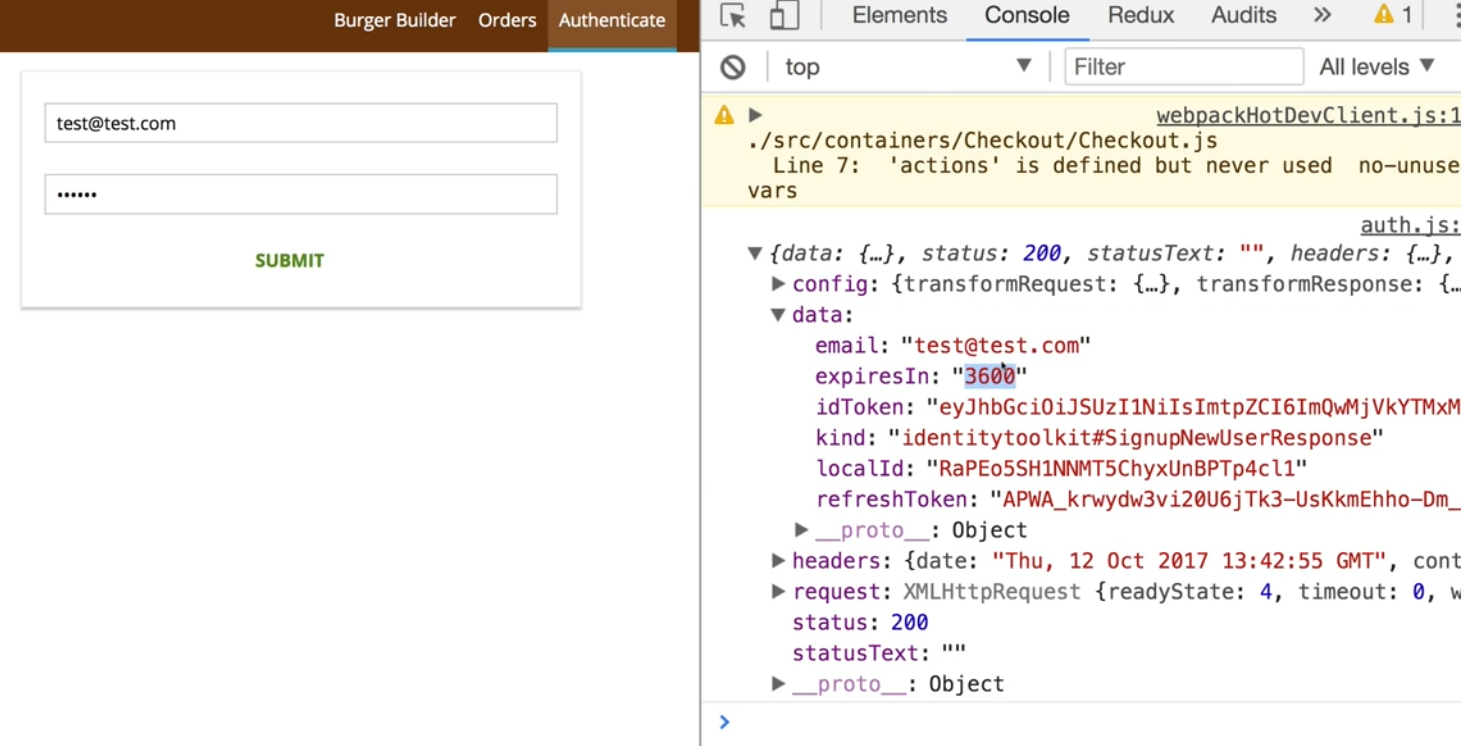 Burger Builder Orders Authenticate
test@test.com
••••••
SUBMIT
Elements Console Redux Audits » 1
top Filter All levels
webpackHotDevClient.js:1
./src/containers/Checkout/Checkout.js
Line 7: 'actions' is defined but never used no-unuse
vars
auth.js:
{data: {…}, status: 200, statusText: "", headers: {…},
config: {transformRequest: {…}, transformResponse: {…
data:
email: "test@test.com"
expiresIn: "3600"
idToken: "eyJhbGciOiJSUzI1NiIsImtpZCI6ImQwMjVkYTMxM
kind: "identitytoolkit#SignupNewUserResponse"
localId: "RaPEo5SH1NNMT5ChyxUnBPTp4cl1"
refreshToken: "APWA_krwydw3vi20U6jTk3-UsKkmEhho-Dm_
__proto__: Object
headers: {date: "Thu, 12 Oct 2017 13:42:55 GMT", cont
request: XMLHttpRequest {readyState: 4, timeout: 0, w
status: 200
statusText: ""
__proto__: Object
>